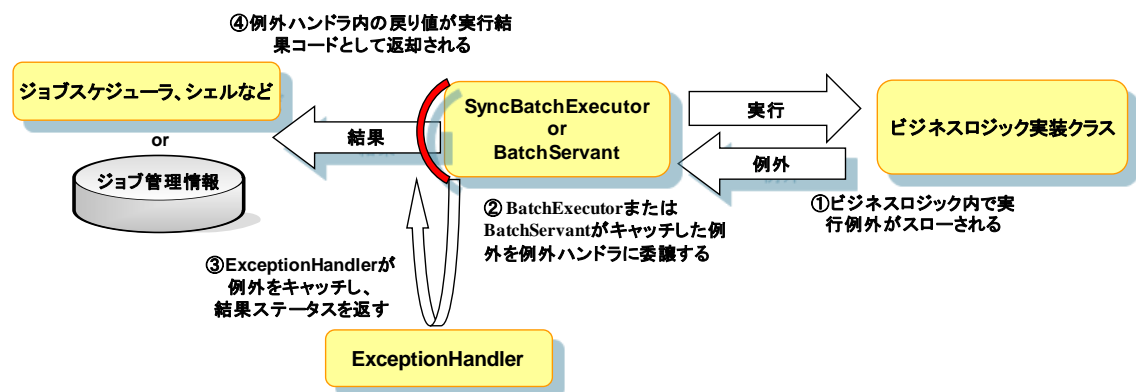 ④例外ハンドラ内の戻り値が実行結
果コードとして返却される
ジョブスケジューラ、シェルなど
or
ジョブ管理情報
結果
SyncBatchExecutor
or
BatchServant
実行
例外
ビジネスロジック実装クラス
①ビジネスロジック内で実
行例外がスローされる
② BatchExecutorまたは
BatchServantがキャッチした例
外を例外ハンドラに委譲する
③ExceptionHandlerが
例外をキャッチし、
結果ステータスを返す
ExceptionHandler